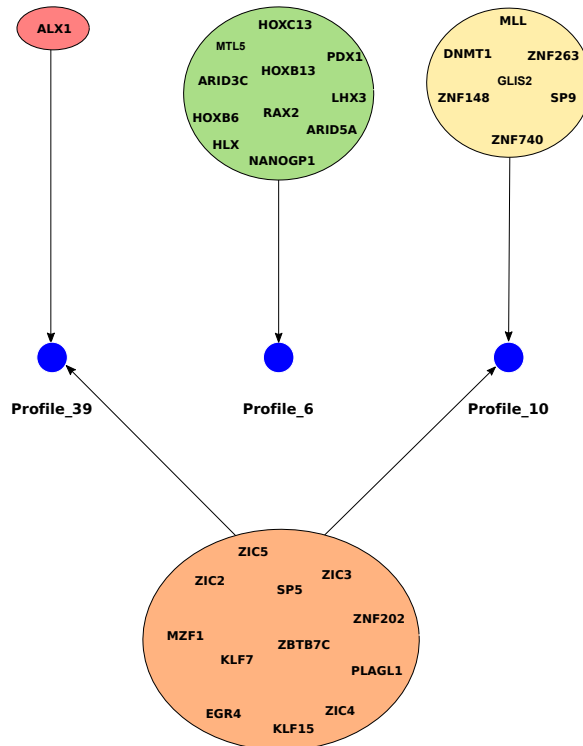 ALX1
HOXC13
MTL5
PDX1
HOXB13
ARID3C
LHX3
HOXB6
RAX2
ARID5A
HLX
NANOGP1
MLL
DNMT1
ZNF263
GLIS2
ZNF148
SP9
ZNF740
Profile_39
Profile_6
Profile_10
ZIC5
ZIC2
ZIC3
SP5
ZNF202
MZF1
ZBTB7C
KLF7
PLAGL1
EGR4
ZIC4
KLF15